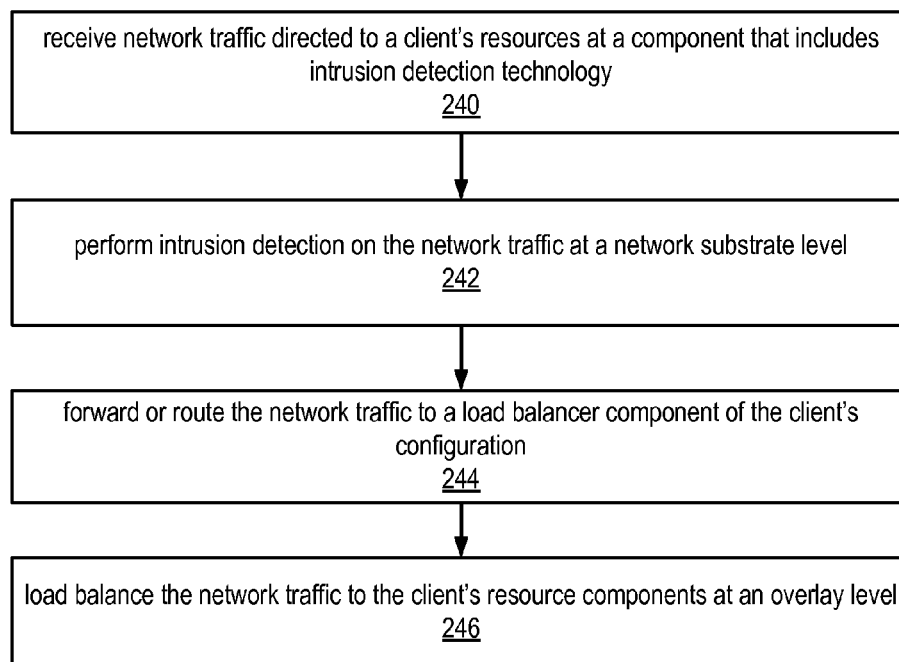 receive network traffic directed to a client's resources at a component that includes
intrusion detection technology
240
perform intrusion detection on the network traffic at a network substrate level
242
forward or route the network traffic to a load balancer component of the client's
configuration
244
load balance the network traffic to the client's resource components at an overlay level
246